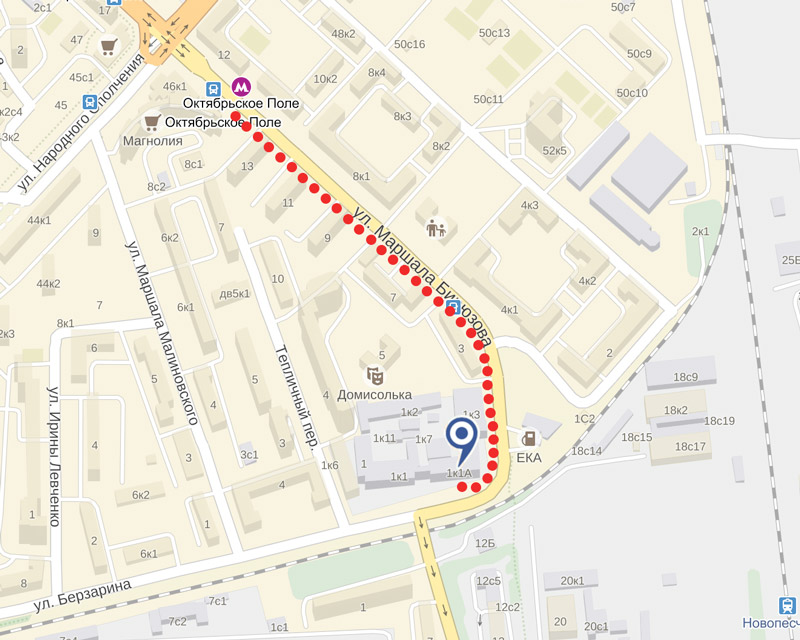 2с1
17
47
12
48к2
50с16
50с13
50с9
50с10
50с11
45с1
45
46к1
10к2
8к4
8к3
8к2
52к5
2с4
3к2
ул. Народного Ополчения
Октябрьское Поле
Октябрьское Поле
Магнолия
8с1
8с2
13
11
9
8к1
4к3
2к1
25Б
44к1
44к2
9
6к2
7
10
дв5к1
ул. Маршала Бирюзова
4к2
4к1
2
7
3
5
Домисолька
7
8к1
6
6к1
ул. Маршала Малиновского
ул. Ирины Левченко
Тепличный пер.
5
4
5
4
3
3
3с1
1к2
1к3
1к11
1к7
1
1к1
1к1А
1к6
ЕКА
1С2
18с9
18к2
18с19
18с15
18с17
18с14
6к2
4
2
1
6к1
8
ул. Берзарина
7с1
7с2
1
12Б
12с5
12с2
20к1
20
20с1
Новопесч